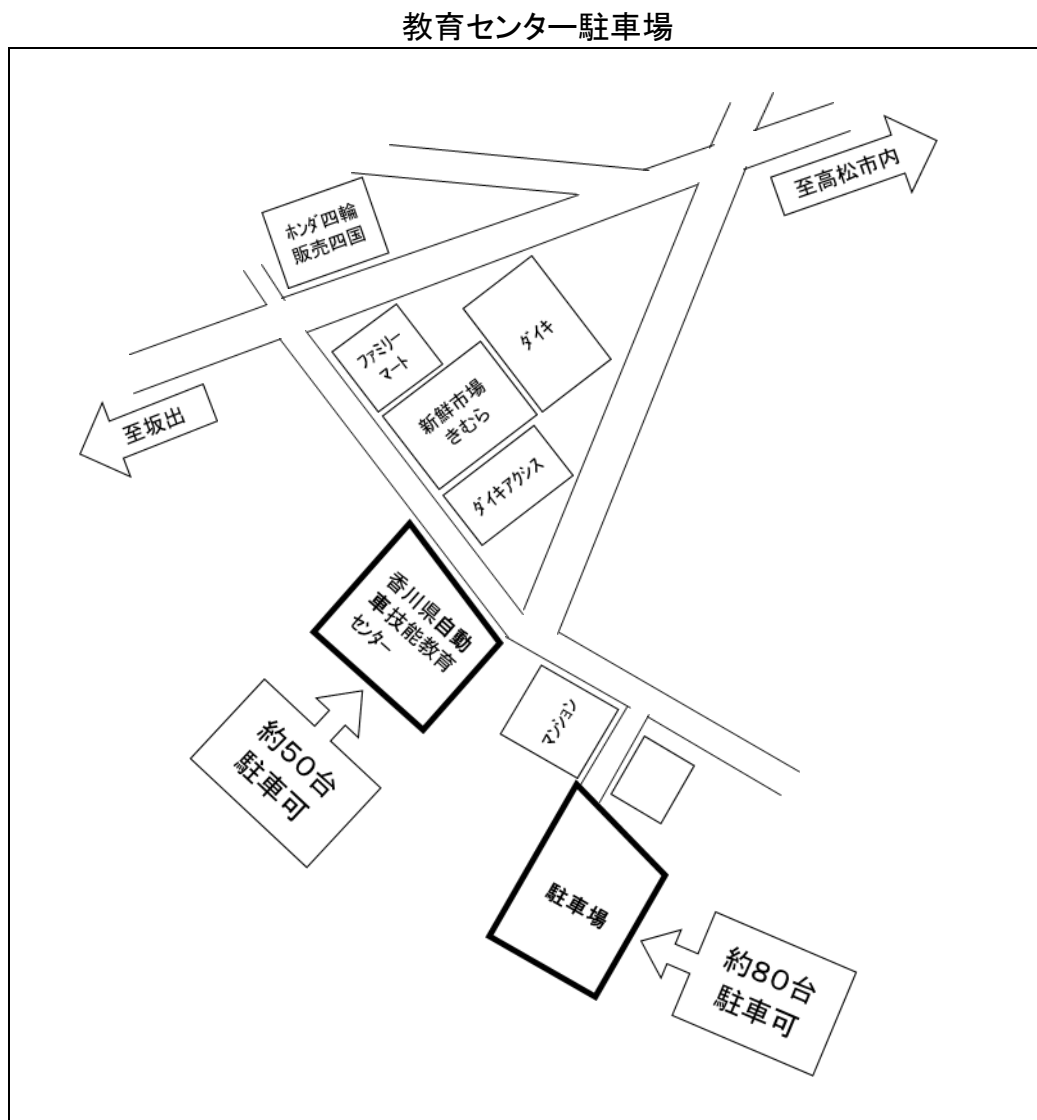 教育センター駐車場
至高松市内
ホンダ四輪
販売四国
ダイキ
ファミリー
マート
新鮮市場
きむら
至坂出
ダイキアクシス
香川県自動
車技能教育
センター
マンション
約50台
駐車可
駐車場
約80台
駐車可